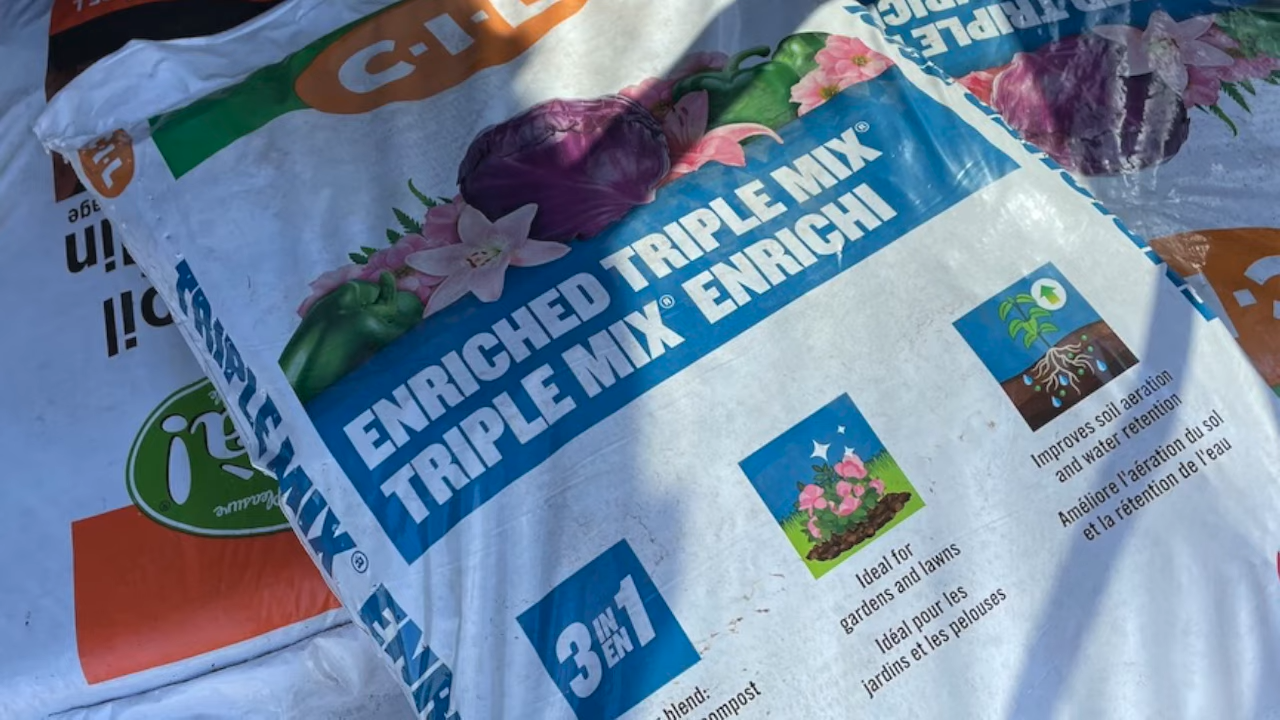 C·I·L
ENRICHED TRIPLE MIX®
TRIPLE MIX® ENRICHI
Improves soil aeration
and water retention
Améliore l'aération du sol
et la rétention de l'eau
Ideal for
gardens and lawns
Idéal pour les
jardins et les pelouses
3 IN EN 1
blend:
compost
TRIPLE MIX®
Pleasure